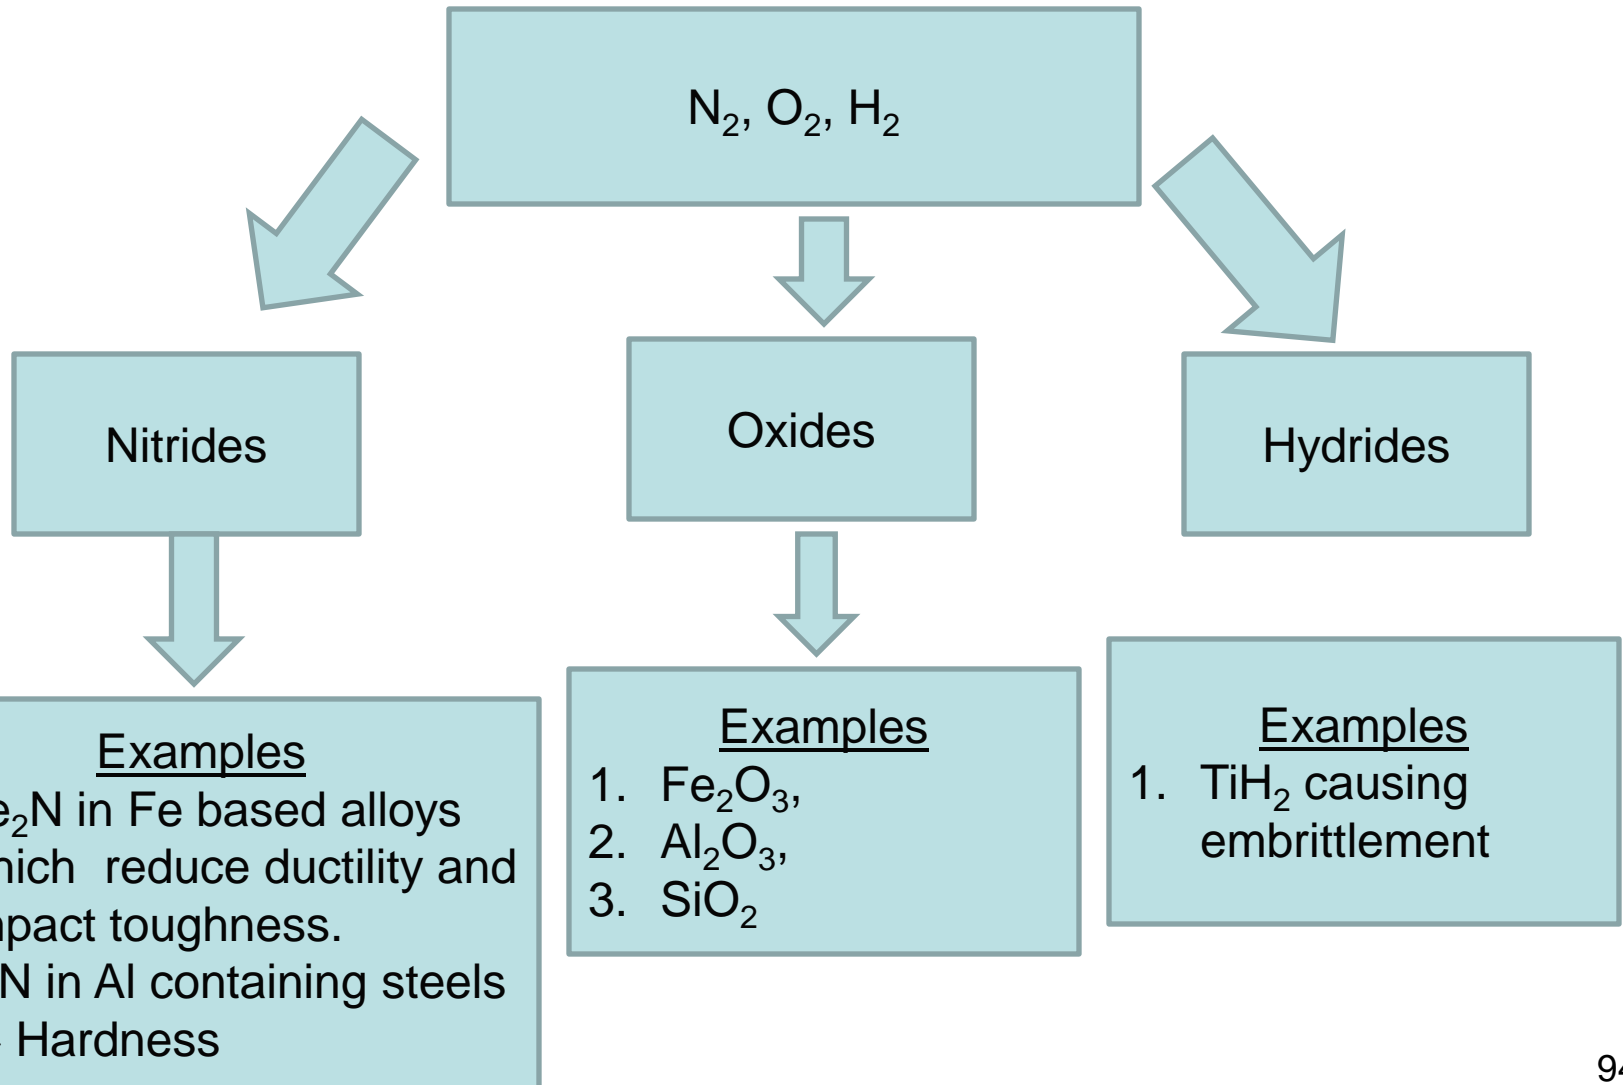 N₂, O₂, H₂
Nitrides
Oxides
Hydrides
Examples
e₂N in Fe based alloys
reduce ductility and
toughness.
N in Al containing steels
Hardness
Examples
1. Fe₂O₃,
2. Al₂O₃,
3. SiO₂
Examples
1. TiH₂ causing
embrittlement